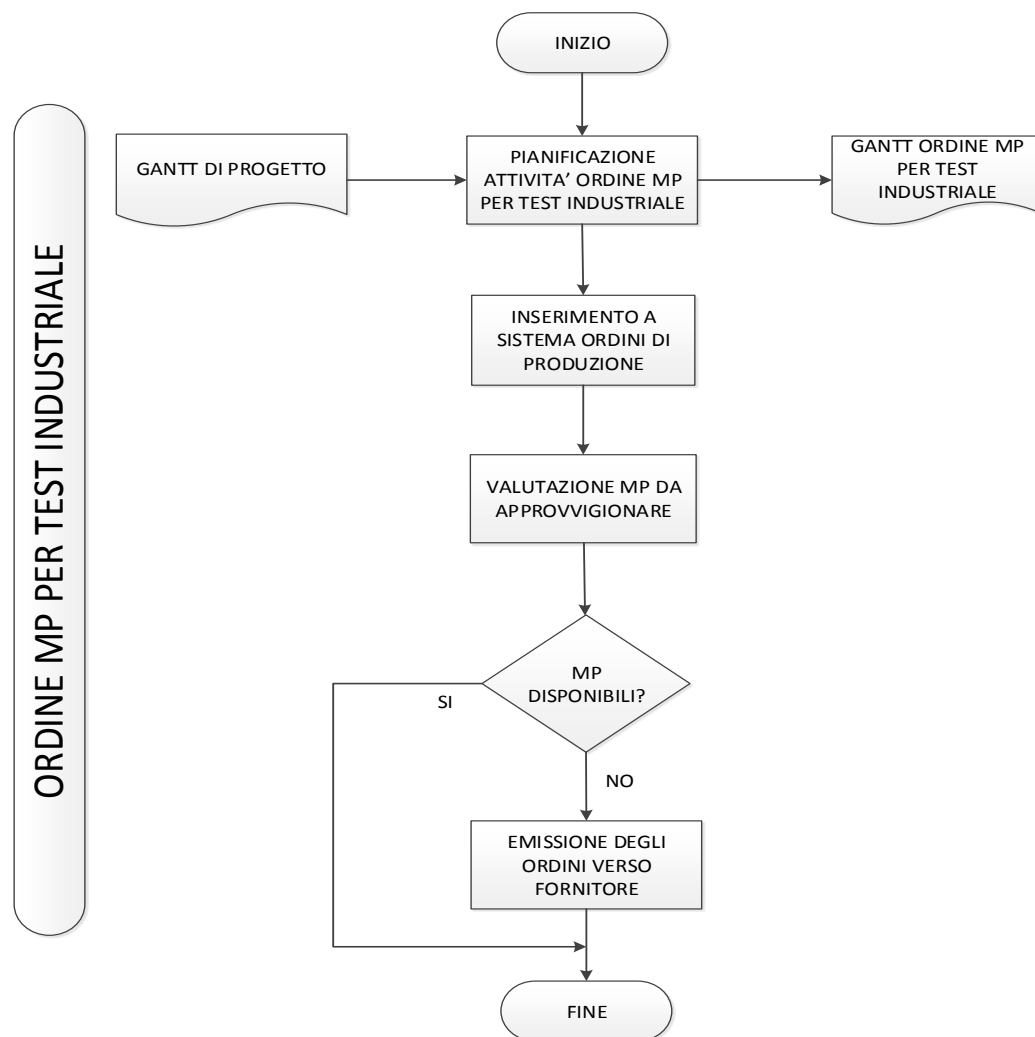 INIZIO
ORDINE MP PER TEST INDUSTRIALE
GANTT DI PROGETTO
PIANIFICAZIONE
ATTIVITA’ ORDINE MP
PER TEST INDUSTRIALE
GANTT ORDINE MP
PER TEST
INDUSTRIALE
INSERIMENTO A
SISTEMA ORDINI DI
PRODUZIONE
VALUTAZIONE MP DA
APPROVVIGIONARE
MP
DISPONIBILI?
SI
NO
EMISSIONE DEGLI
ORDINI VERSO
FORNITORE
FINE